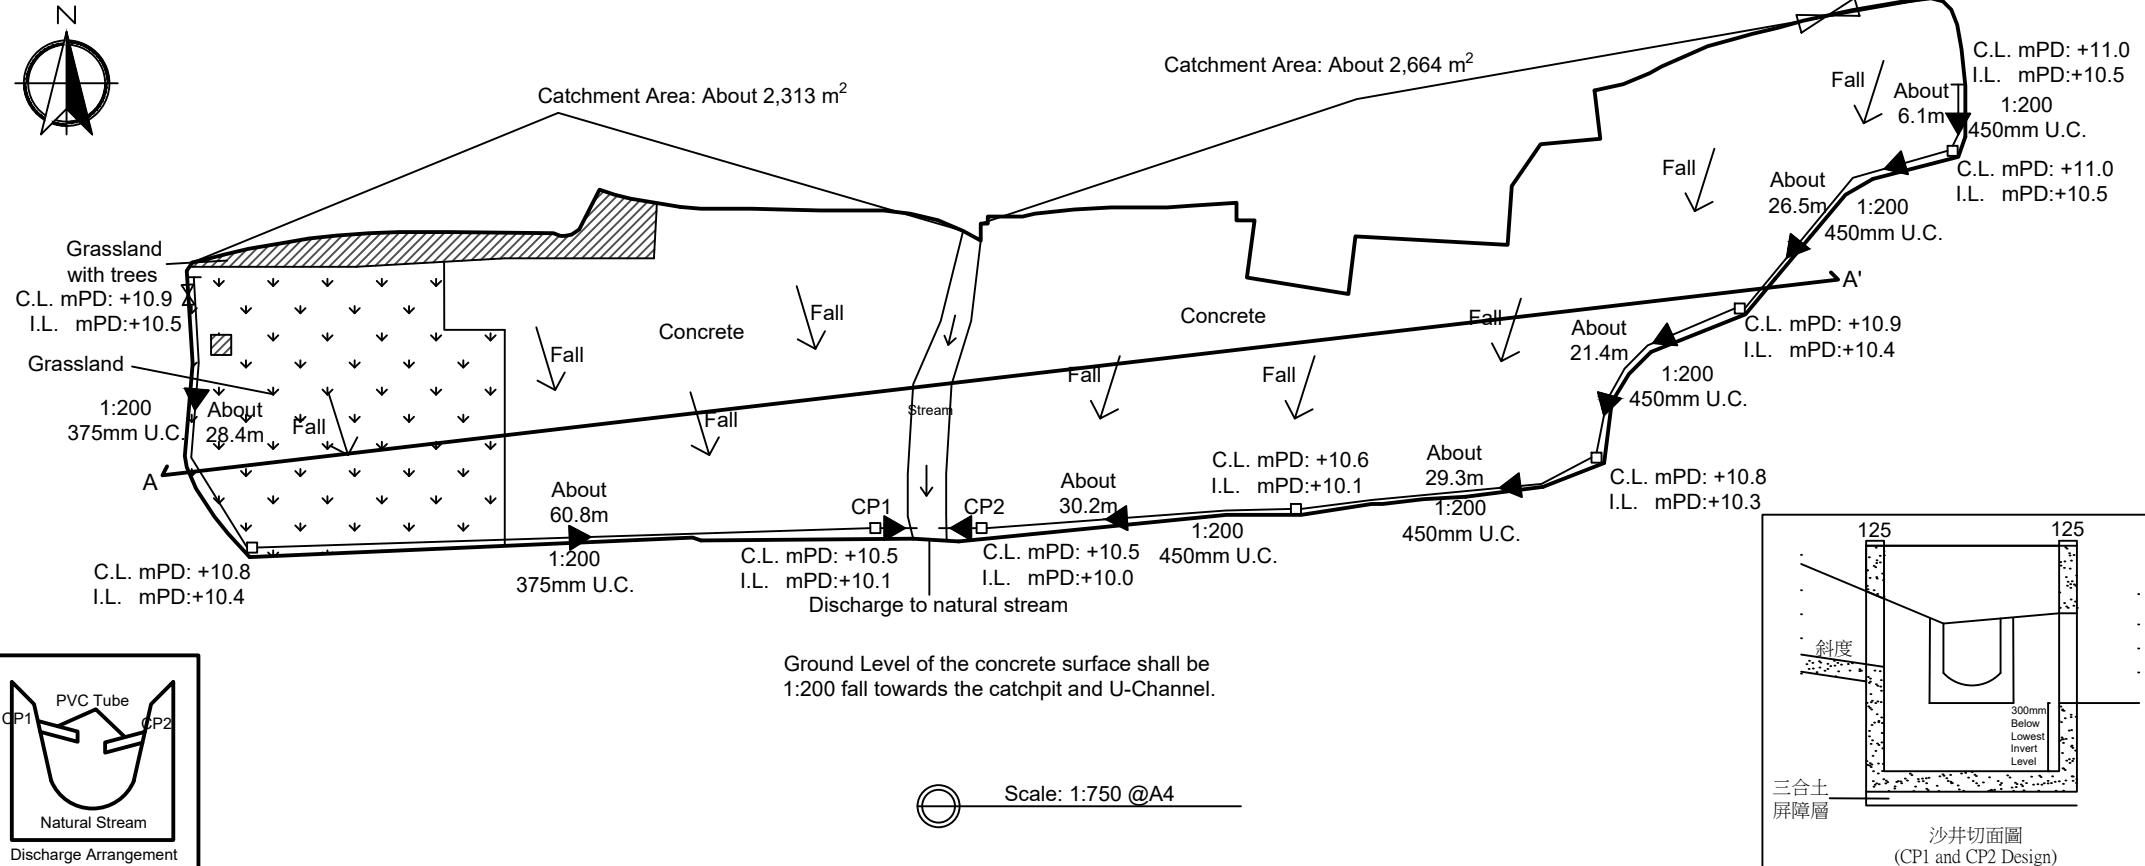 N
Catchment Area: About 2,313 m²
Catchment Area: About 2,664 m²
C.L. mPD: +11.0
I.L. mPD:+10.5
Fall
About
6.1m
1:200
450mm U.C.
C.L. mPD: +11.0
I.L. mPD:+10.5
Fall
About
26.5m
1:200
450mm U.C.
Grassland
with trees
C.L. mPD: +10.9
I.L. mPD:+10.5
Grassland
1:200
375mm U.C.
About
28.4m
Fall
A
Fall
Concrete
Fall
Fall
Stream
Concrete
Fall
Fall
Fall
A'
C.L. mPD: +10.9
I.L. mPD:+10.4
About
21.4m
1:200
450mm U.C.
C.L. mPD: +10.8
I.L. mPD:+10.3
About
29.3m
1:200
450mm U.C.
C.L. mPD: +10.6
I.L. mPD:+10.1
About
30.2m
1:200
450mm U.C.
About
60.8m
1:200
375mm U.C.
CP1
CP2
C.L. mPD: +10.8
I.L. mPD:+10.4
C.L. mPD: +10.5
I.L. mPD:+10.1
C.L. mPD: +10.5
I.L. mPD:+10.0
Discharge to natural stream
Ground Level of the concrete surface shall be
1:200 fall towards the catchpit and U-Channel.
Scale: 1:750 @A4
PVC Tube
CP1
CP2
Natural Stream
Discharge Arrangement
125
125
斜度
300mm
Below
Lowest
Invert
Level
三合土
屏障層
沙井切面圖
(CP1 and CP2 Design)